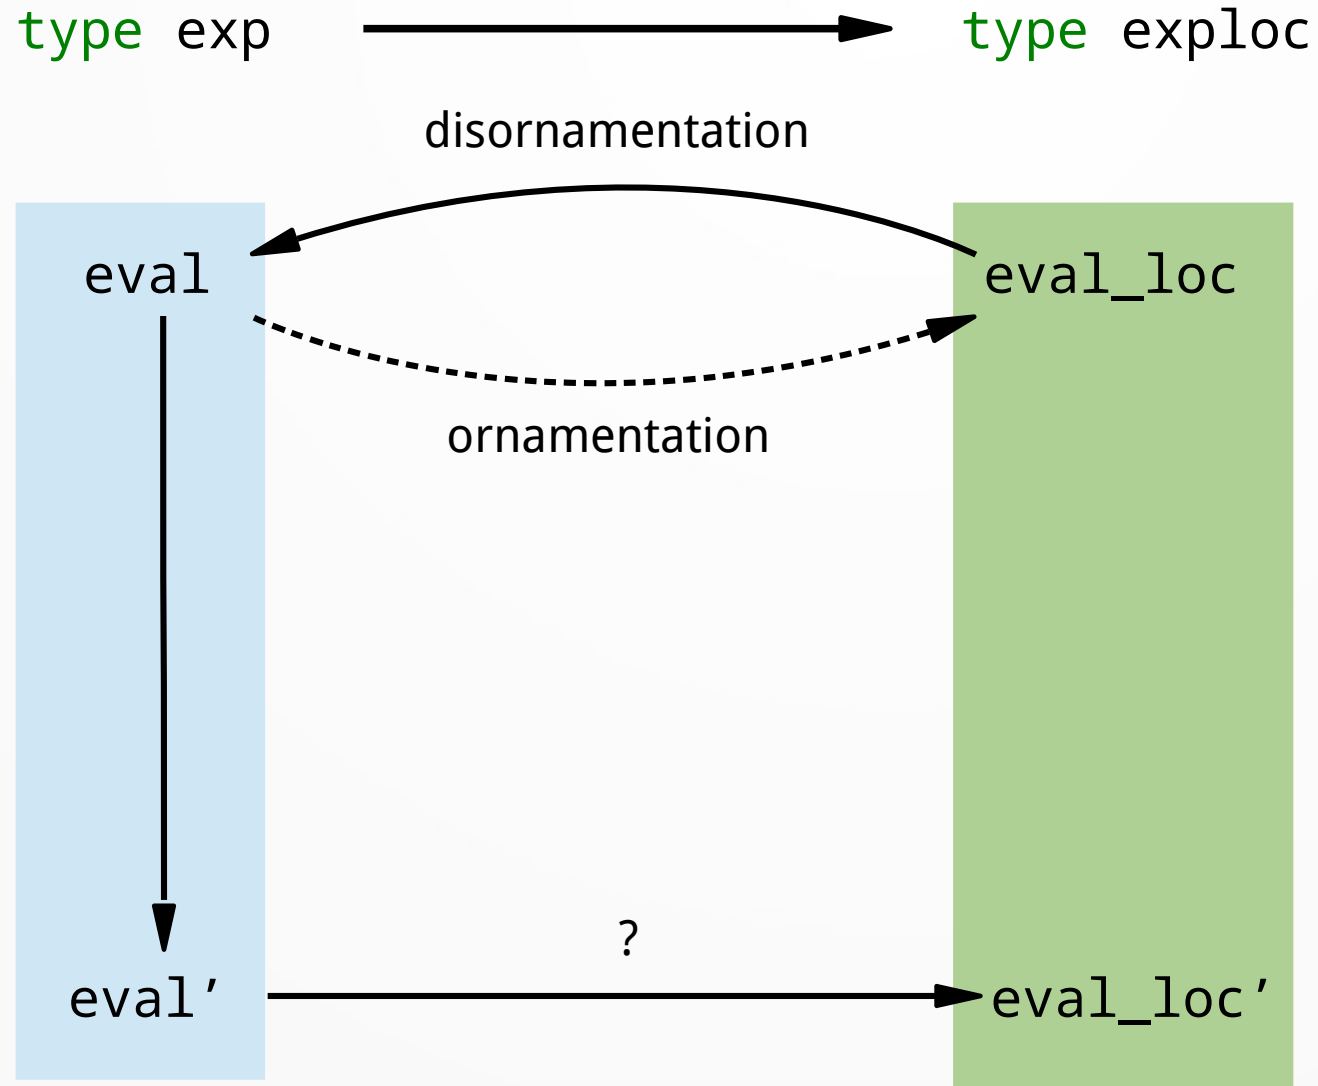 type exp
type exploc
disornamentation
eval
eval_loc
ornamentation
?
eval’
eval_loc’